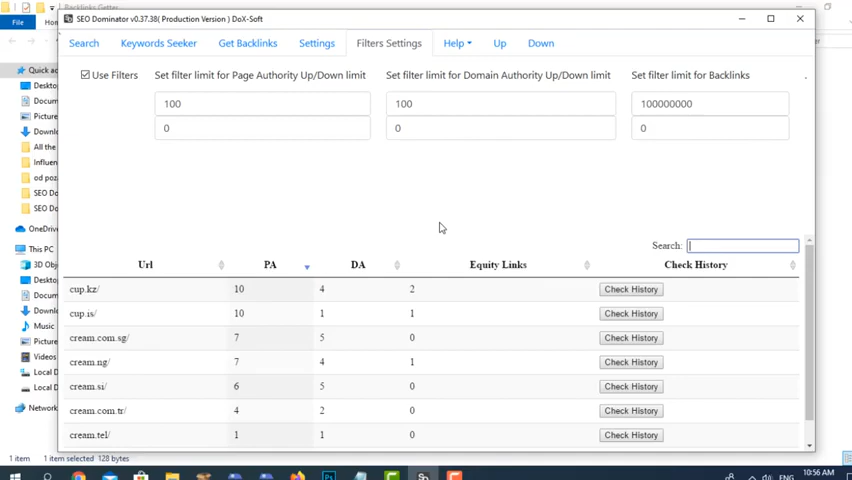 Backlinks Getter
SEO Dominator v0.37.38( Production Version ) DoX-Soft
File
Search Keywords Seeker Get Backlinks Settings Filters Settings Help Up Down
Quick ac
Use Filters Set filter limit for Page Authority Up/Down limit Set filter limit for Domain Authority Up/Down limit Set filter limit for Backlinks .
Deskto
Docum 100 100 100000000
Picture
Downl 0 0 0
All the
Influen
od poz
SEO Do
SEO Do
OneDrive
Search:
This PC
3D Objec Url PA DA Equity Links Check History
Deskto
cup.kz/ 10 4 2 Check History
Docum
Downlo
cup.is/ 10 1 1 Check History
Music
Picture
cream.com.sg/ 7 5 0 Check History
Videos
cream.ng/ 7 4 1 Check History
Local D
Local D cream.si/ 6 5 0 Check History
Network
cream.com.tr/ 4 2 0 Check History
cream.tel/ 1 1 0 Check History
1 item 1 item selected 128 bytes
ENG 10:56 AM